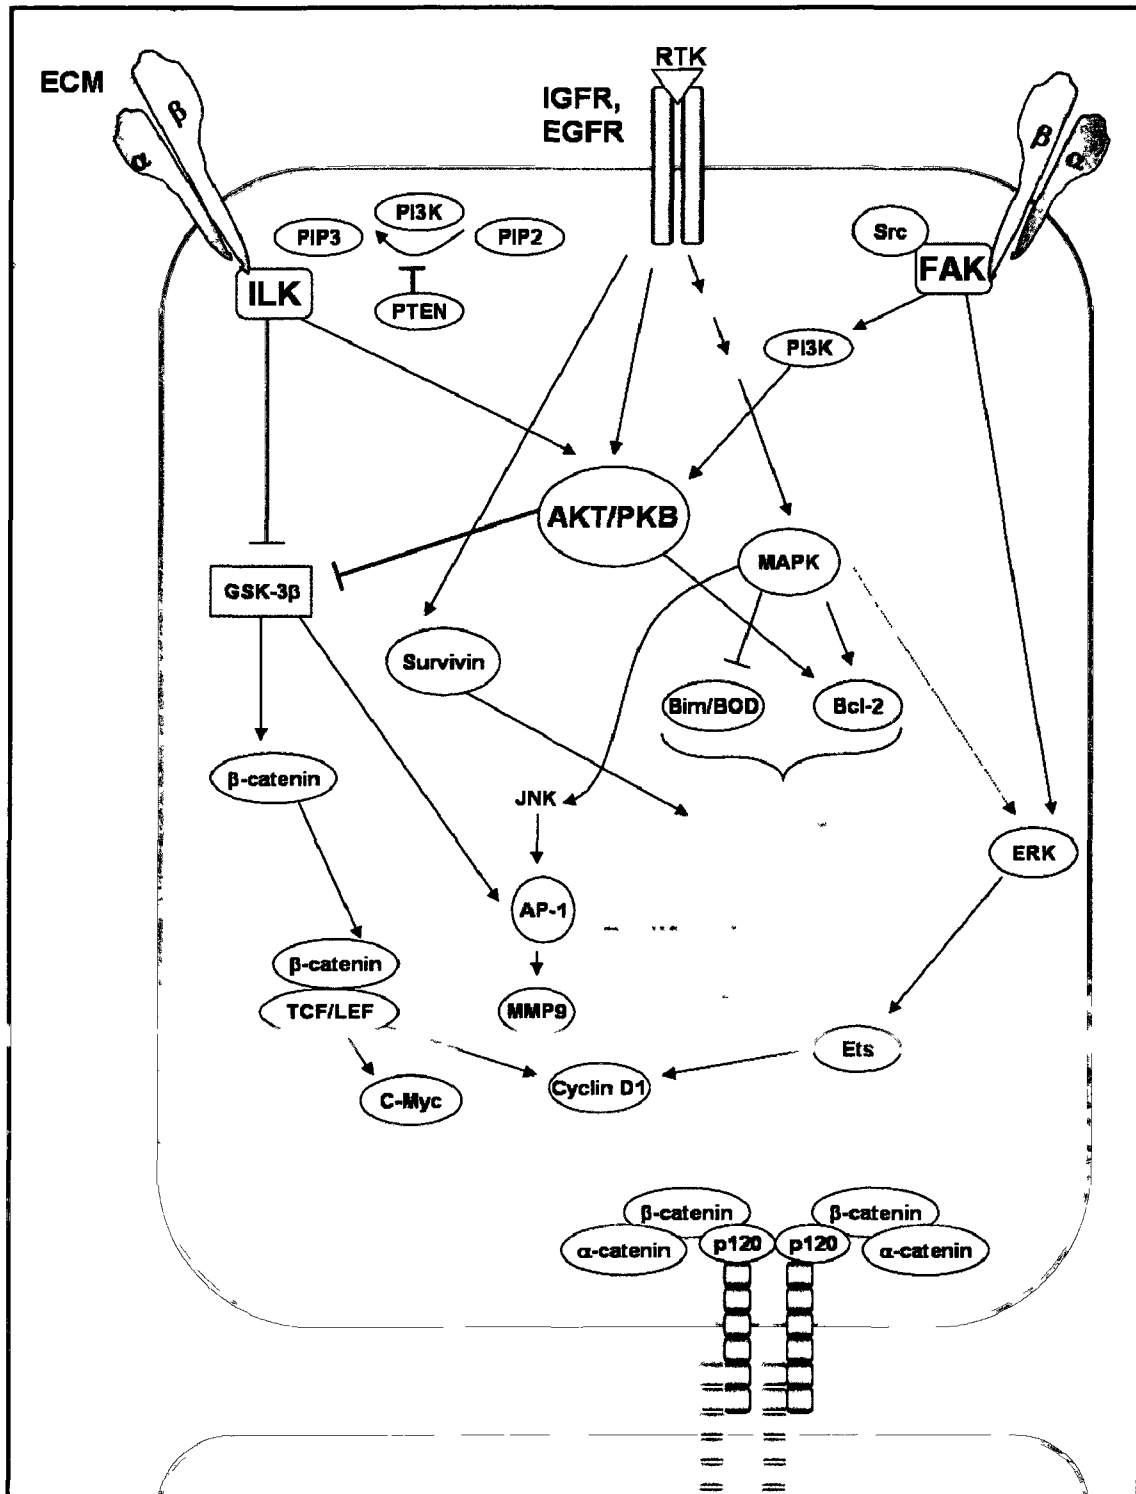 RTK
ECM
IGFR,
EGFR
β
α
β
α
PIP3
PI3K
PIP2
PTEN
ILK
Src
FAK
PI3K
AKT/PKB
MAPK
GSK-3β
Survivin
Bim/BOD
Bcl-2
β-catenin
JNK
ERK
AP-1
β-catenin
TCF/LEF
MMP9
Ets
C-Myc
Cyclin D1
β-catenin
β-catenin
α-catenin
p120
p120
α-catenin